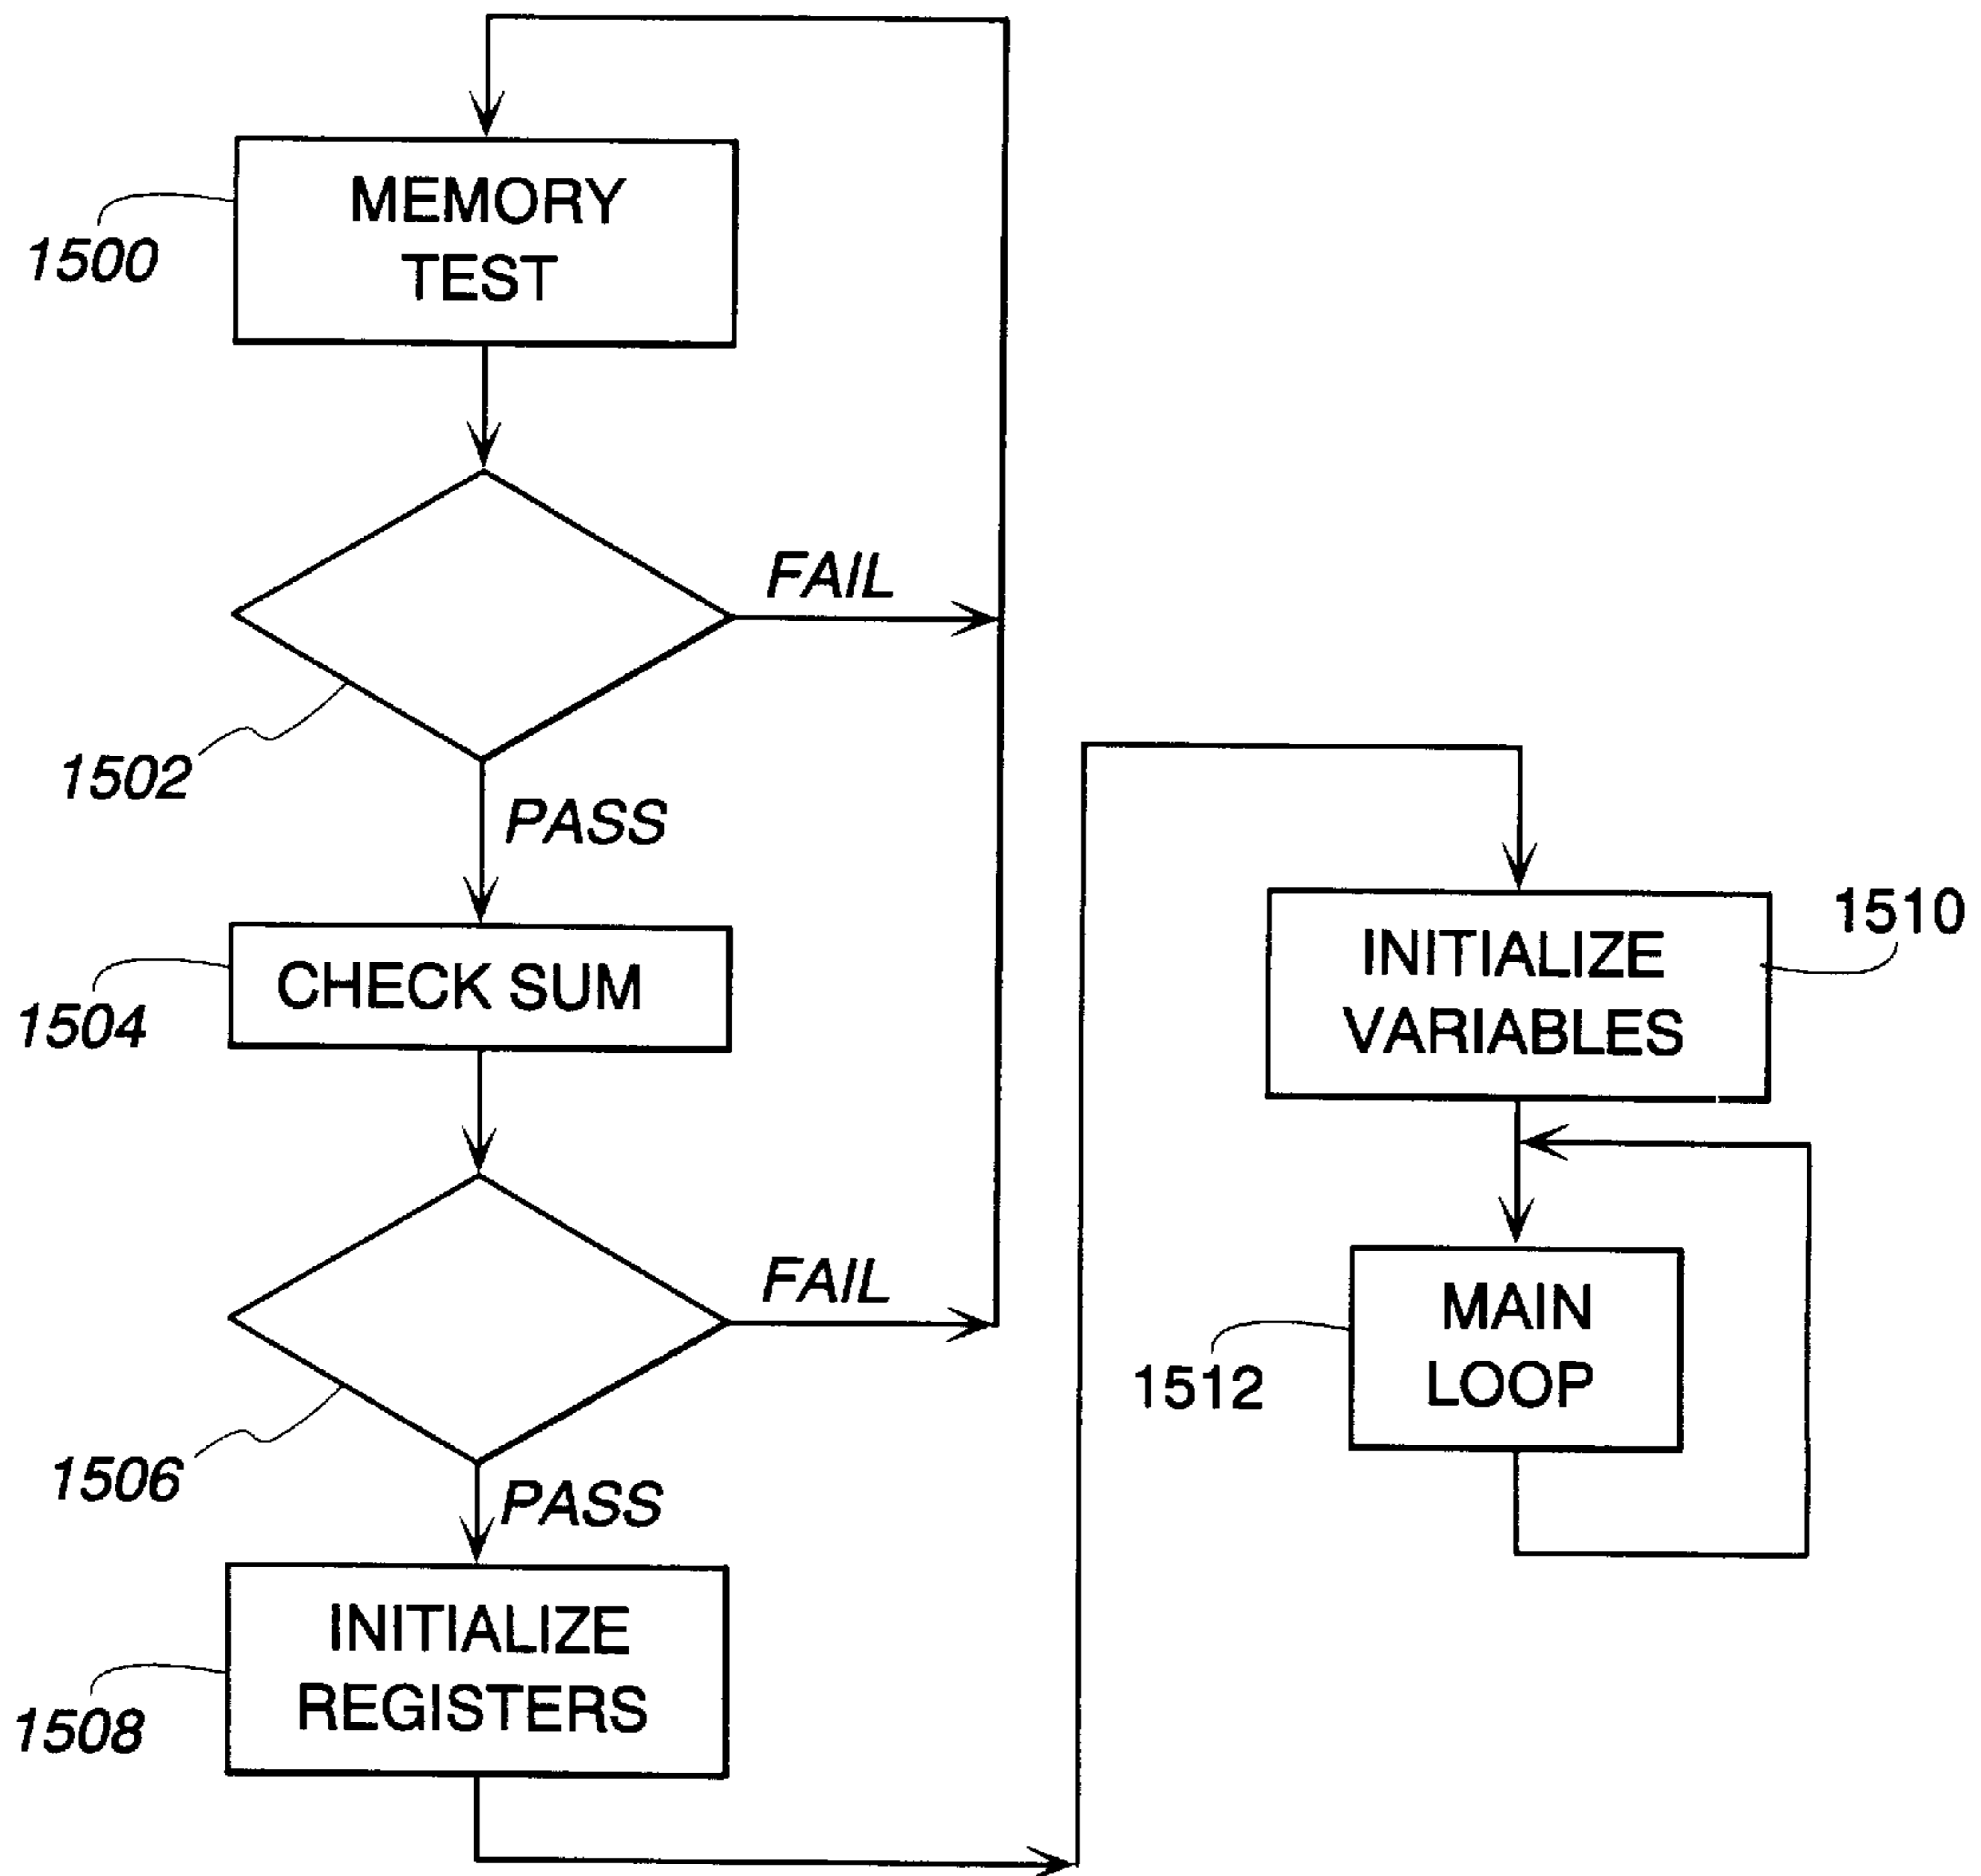 MEMORY
TEST
1500
FAIL
1502
PASS
CHECK SUM
1504
FAIL
1506
PASS
INITIALIZE
REGISTERS
1508
INITIALIZE
VARIABLES
1510
MAIN
LOOP
1512